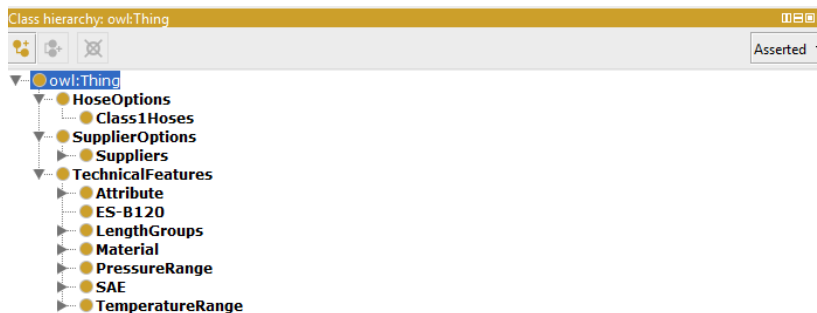 Class hierarchy: owl:Thing
Asserted
owl:Thing
HoseOptions
Class1Hoses
SupplierOptions
Suppliers
TechnicalFeatures
Attribute
ES-B120
LengthGroups
Material
PressureRange
SAE
TemperatureRange